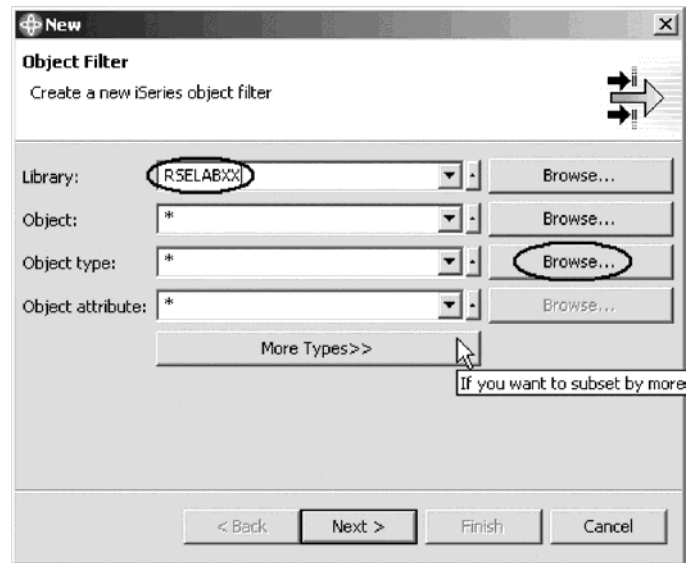 New
Object Filter
Create a new iSeries object filter
Library: RSELABXX Browse...
Object: * Browse...
Object type: * Browse...
Object attribute: * Browse...
More Types>>
If you want to subset by more
< Back Next > Finish Cancel